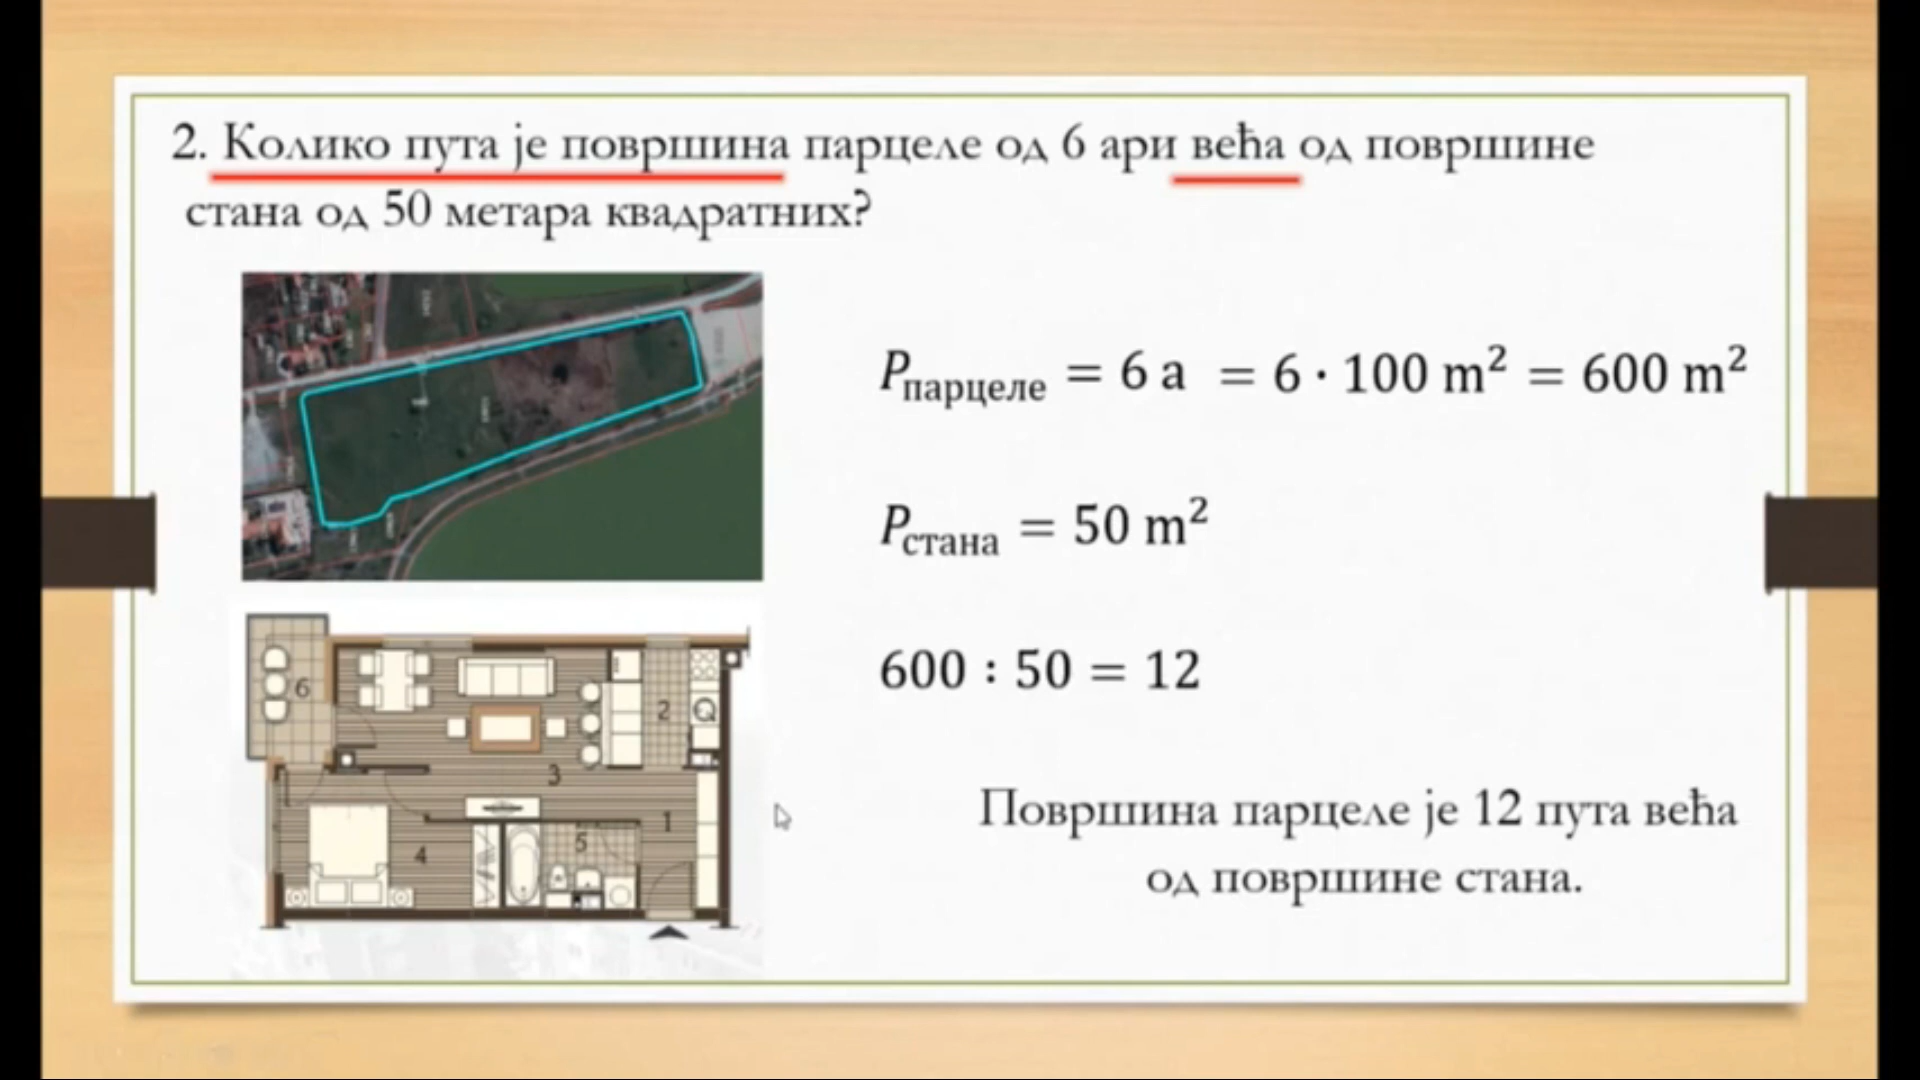 2. Колико пута је површина парцеле од 6 ари већа од површине
стана од 50 метара квадратних?
Pпарцеле = 6 a = 6 · 100 m² = 600 m²
Pстана = 50 m²
600 : 50 = 12
6
2
3
1
5
4
Површина парцеле је 12 пута већа
од површине стана.